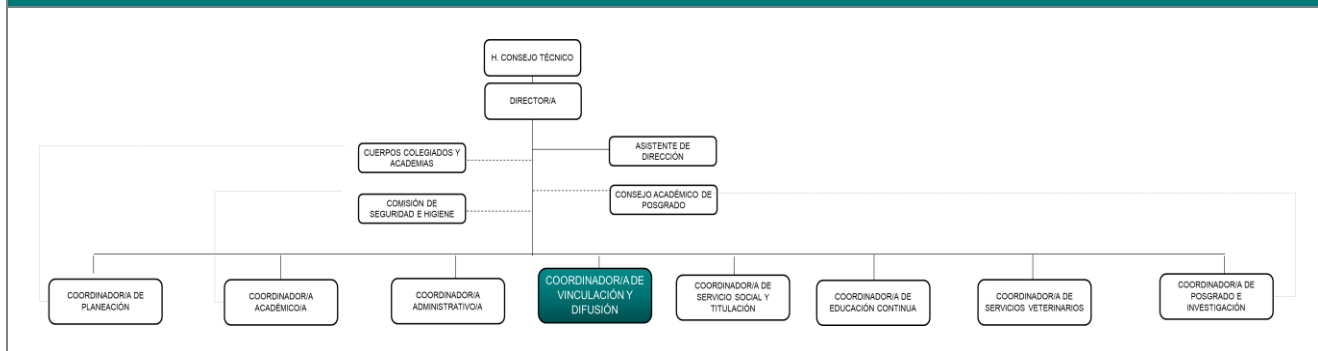 H. CONSEJO TÉCNICO
DIRECTOR/A
CUERPOS COLEGIADOS Y
ACADEMIAS
ASISTENTE DE
DIRECCIÓN
COMISIÓN DE
SEGURIDAD E HIGIENE
CONSEJO ACADÉMICO DE
POSGRADO
COORDINADOR/A DE
PLANEACIÓN
COORDINADOR/A
ACADÉMICO/A
COORDINADOR/A
ADMINISTRATIVO/A
COORDINADOR/A DE
VINCULACIÓN Y
DIFUSIÓN
COORDINADOR/A DE
SERVICIO SOCIAL Y
TITULACIÓN
COORDINADOR/A DE
EDUCACIÓN CONTINUA
COORDINADOR/A DE
SERVICIOS VETERINARIOS
COORDINADOR/A DE
POSGRADO E
INVESTIGACIÓN